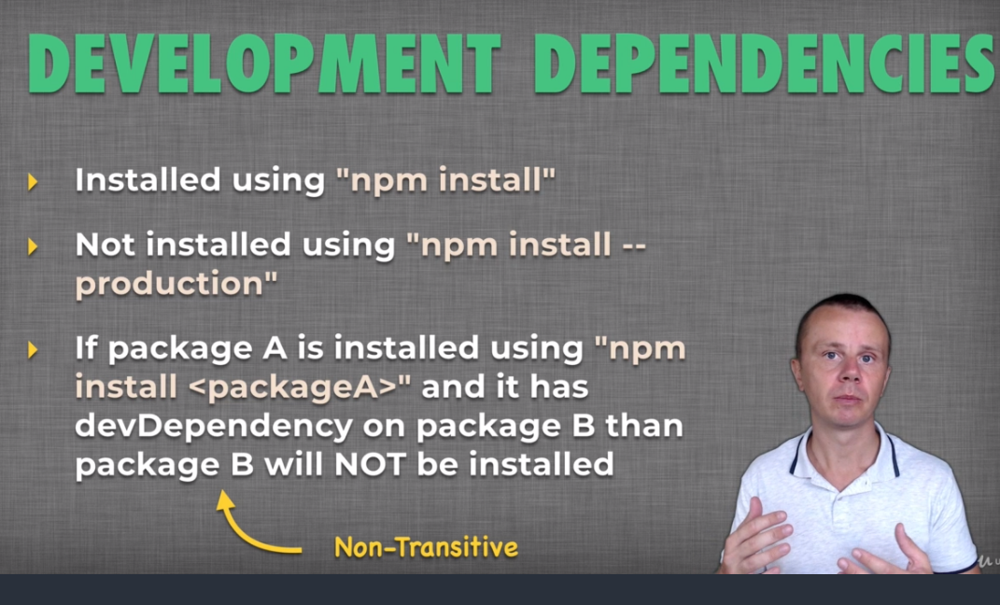 DEVELOPMENT DEPENDENCIES
Installed using "npm install"
Not installed using "npm install --
production"
If package A is installed using "npm
install <packageA>" and it has
devDependency on package B than
package B will NOT be installed
Non-Transitive